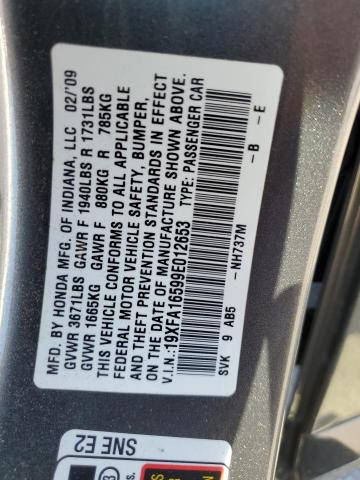 MFD. BY HONDA MFG. OF INDIANA, LLC 02/'09
GVWR 3671LBS GAWR F 1940LBS R 1731LBS
GVWR 1665KG GAWR F 880KG R 785KG
THIS VEHICLE CONFORMS TO ALL APPLICABLE
FEDERAL MOTOR VEHICLE SAFETY, BUMPER,
AND THEFT PREVENTION STANDARDS IN EFFECT
ON THE DATE OF MANUFACTURE SHOWN ABOVE.
V.I.N.:19XFA16599E012653 TYPE: PASSENGER CAR
SVK 9 AB5 -NH737M -B -E
SNE E2